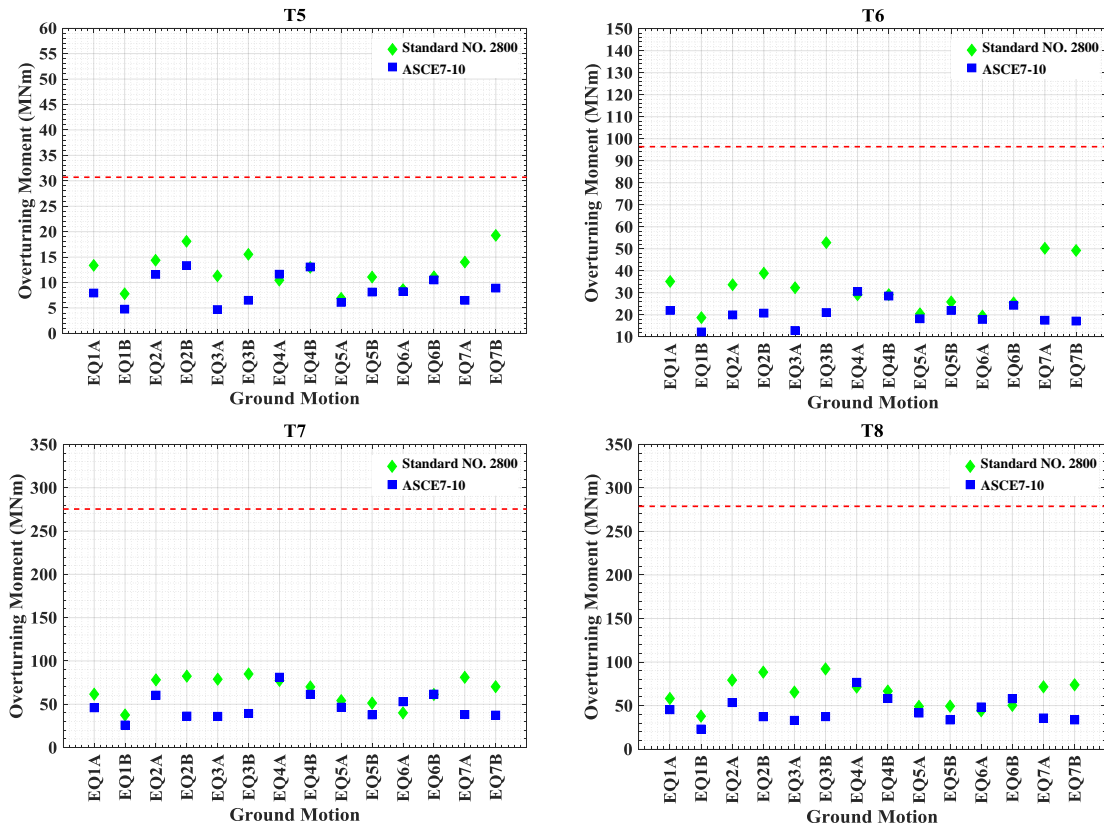 T5
Overturning Moment (MNm)
60
55
50
45
40
35
30
25
20
15
10
5
0
Standard NO. 2800
ASCE7-10
EQ1A
EQ1B
EQ2A
EQ2B
EQ3A
EQ3B
EQ4A
EQ4B
EQ5A
EQ5B
EQ6A
EQ6B
EQ7A
EQ7B
Ground Motion
T6
Overturning Moment (MNm)
150
140
130
120
110
100
90
80
70
60
50
40
30
20
10
Standard NO. 2800
ASCE7-10
EQ1A
EQ1B
EQ2A
EQ2B
EQ3A
EQ3B
EQ4A
EQ4B
EQ5A
EQ5B
EQ6A
EQ6B
EQ7A
EQ7B
Ground Motion
T7
Overturning Moment (MNm)
350
300
250
200
150
100
50
0
Standard NO. 2800
ASCE7-10
EQ1A
EQ1B
EQ2A
EQ2B
EQ3A
EQ3B
EQ4A
EQ4B
EQ5A
EQ5B
EQ6A
EQ6B
EQ7A
EQ7B
Ground Motion
T8
Overturning Moment (MNm)
350
300
250
200
150
100
50
0
Standard NO. 2800
ASCE7-10
EQ1A
EQ1B
EQ2A
EQ2B
EQ3A
EQ3B
EQ4A
EQ4B
EQ5A
EQ5B
EQ6A
EQ6B
EQ7A
EQ7B
Ground Motion